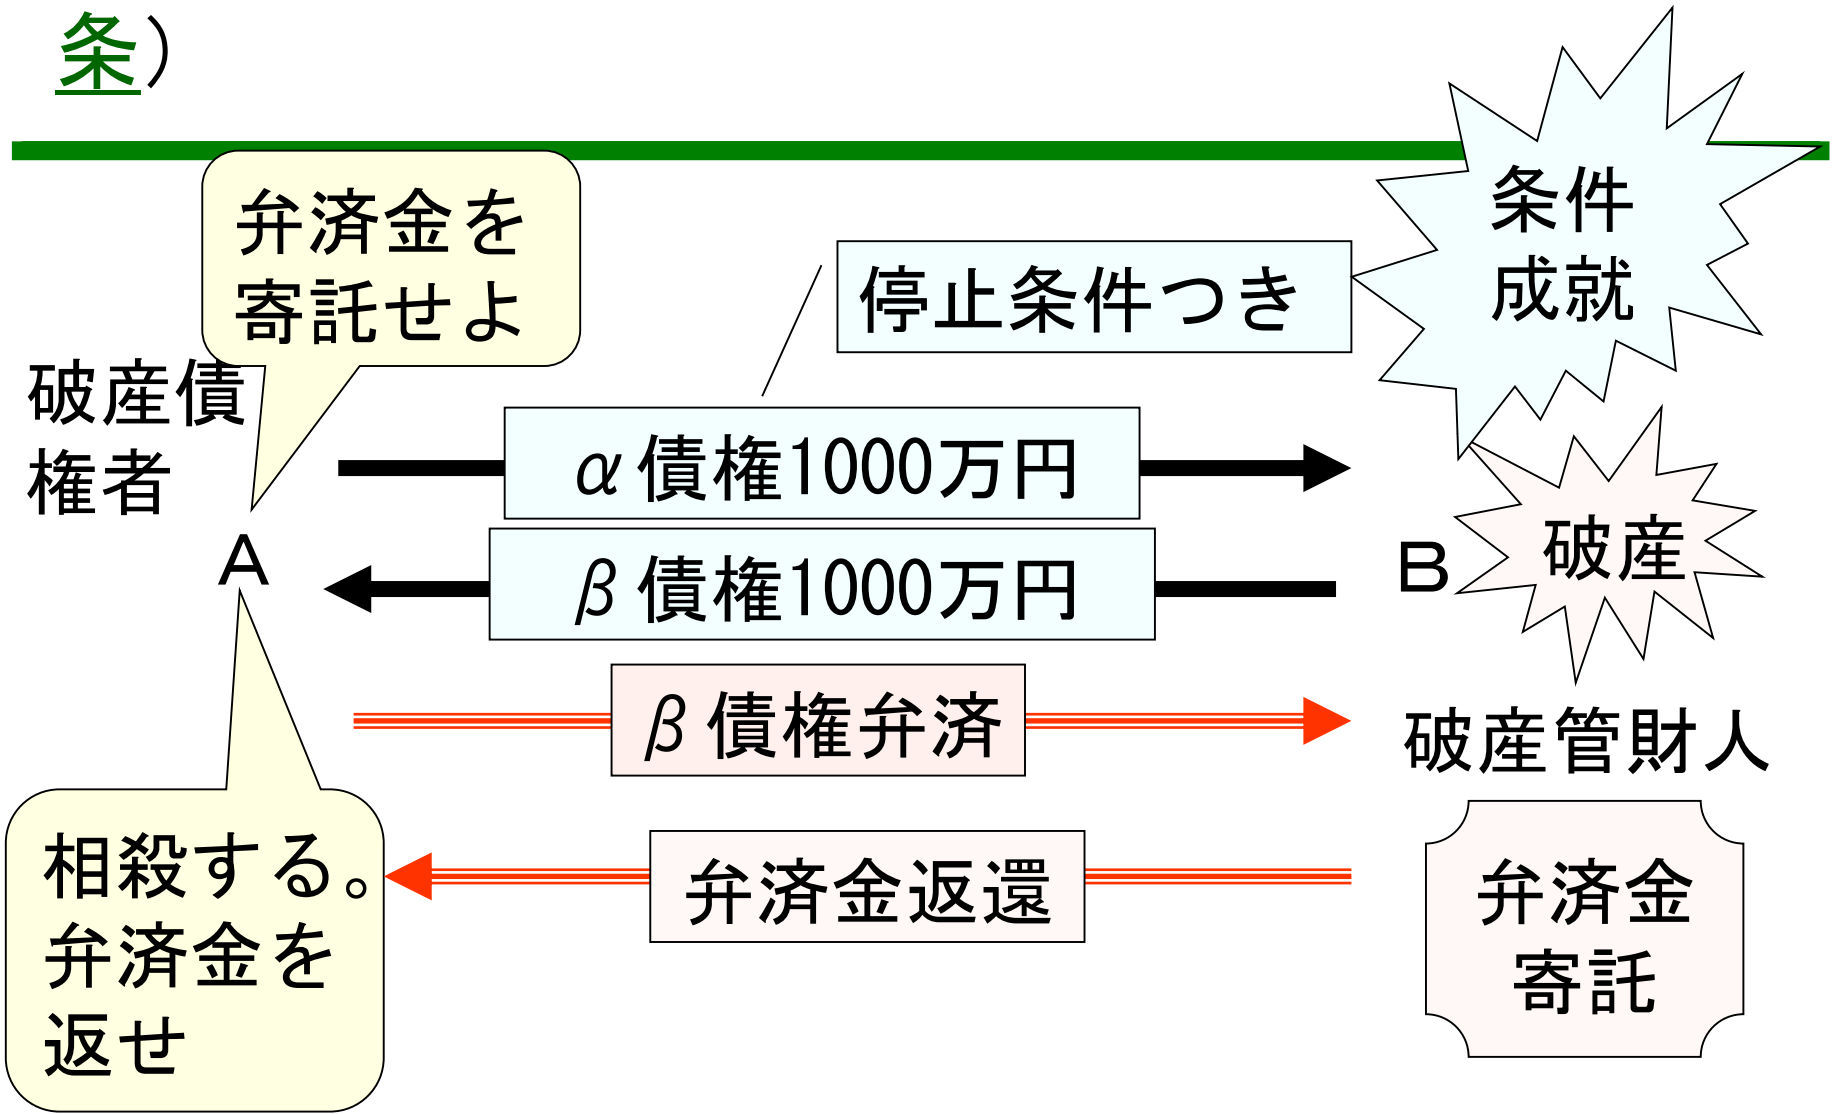 条）
弁済金を
寄託せよ
条件
成就
停止条件つき
破産債
権者
α債権1000万円
A
β債権1000万円
B
破産
β債権弁済
破産管財人
相殺する。
弁済金を
返せ
弁済金返還
弁済金
寄託